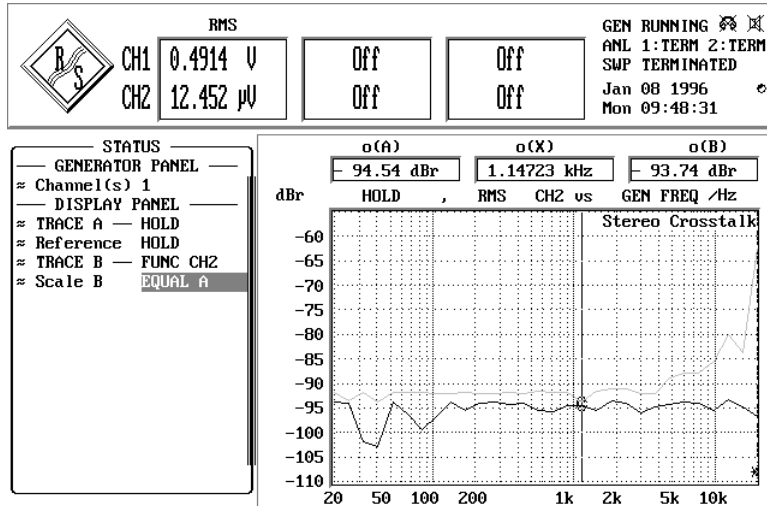 RMS
GEN RUNNING
R
S
CH1 0.4914 V Off Off
ANL 1:TERM 2:TERM
SWP TERMINATED
CH2 12.452 µV Off Off
Jan 08 1996
Mon 09:48:31
STATUS
GENERATOR PANEL
≈ Channel(s) 1
DISPLAY PANEL
≈ TRACE A — HOLD
≈ Reference HOLD
≈ TRACE B — FUNC CH2
≈ Scale B EQUAL A
o(A) o(X) o(B)
- 94.54 dBr 1.14723 kHz - 93.74 dBr
dBr HOLD , RMS CH2 vs GEN FREQ /Hz
Stereo Crosstalk
-60
-65
-70
-75
-80
-85
-90
-95
-100
-105
-110
20 50 100 200 1k 2k 5k 10k